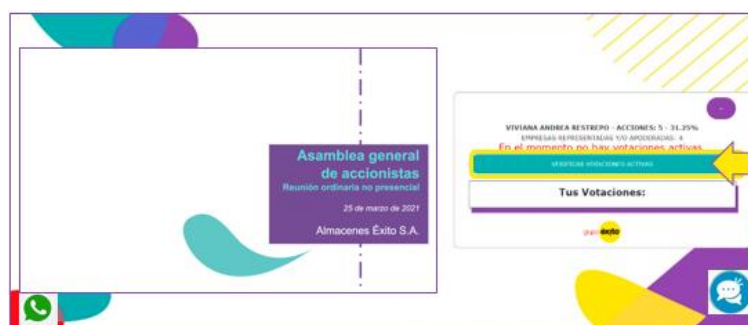 Asamblea general
de accionistas
Reunión ordinaria no presencial
25 de marzo de 2021
Almacenes Éxito S.A.
VIVIANA ANDREA RESTREPO - ACCIONES: 5 - 31.25%
EMPRESAS REPRESENTADAS Y/O APODERADAS: 4
En el momento no hay votaciones activas
VERIFICAR VOTACIONES ACTIVAS
Tus Votaciones:
grupo éxito